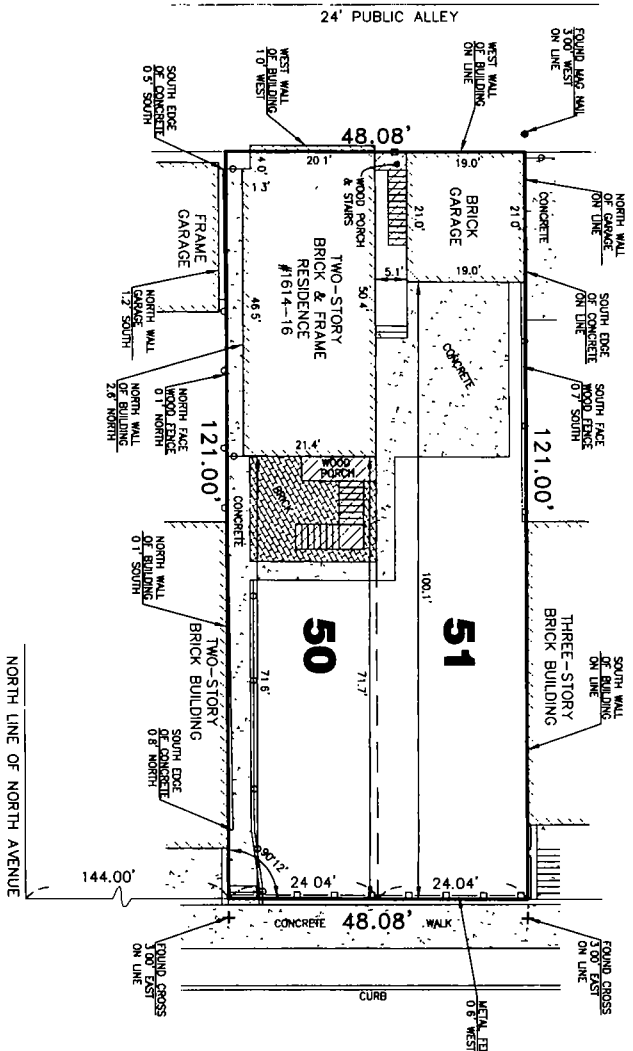 24' PUBLIC ALLEY
FOUND MAG NAIL
3.00' WEST
ON LINE
WEST WALL
OF BUILDING
ON LINE
WEST WALL
OF BUILDING
1.0' WEST
SOUTH EDGE
OF CONCRETE
0.5' SOUTH
48.08'
20.1'
19.0'
4.0'
1.3'
WOOD PORCH
& STAIRS
BRICK
GARAGE
21.0'
21.0'
CONCRETE
NORTH WALL
OF GARAGE
ON LINE
FRAME
GARAGE
TWO-STORY
BRICK & FRAME
RESIDENCE
#1614-16
46.5'
50.4'
5.1'
19.0'
SOUTH EDGE
OF CONCRETE
ON LINE
NORTH WALL
GARAGE
1.2' SOUTH
CONCRETE
SOUTH FACE
WOOD FENCE
0.7' SOUTH
NORTH FACE
WOOD FENCE
0.1' NORTH
NORTH WALL
OF BUILDING
2.6' NORTH
121.00'
21.4'
121.00'
WOOD
PORCH
BRICK
CONCRETE
NORTH WALL
OF BUILDING
0.1' SOUTH
100.1'
TWO-STORY
BRICK BUILDING
50
51
THREE-STORY
BRICK BUILDING
SOUTH WALL
OF BUILDING
ON LINE
71.6'
71.7'
SOUTH EDGE
OF CONCRETE
0.8' NORTH
NORTH LINE OF NORTH AVENUE
90°12'
144.00'
24.04'
24.04'
CONCRETE
48.08'
WALK
FOUND CROSS
3.00' EAST
ON LINE
FOUND CROSS
3.00' EAST
ON LINE
CURB
METAL
0.6' WEST